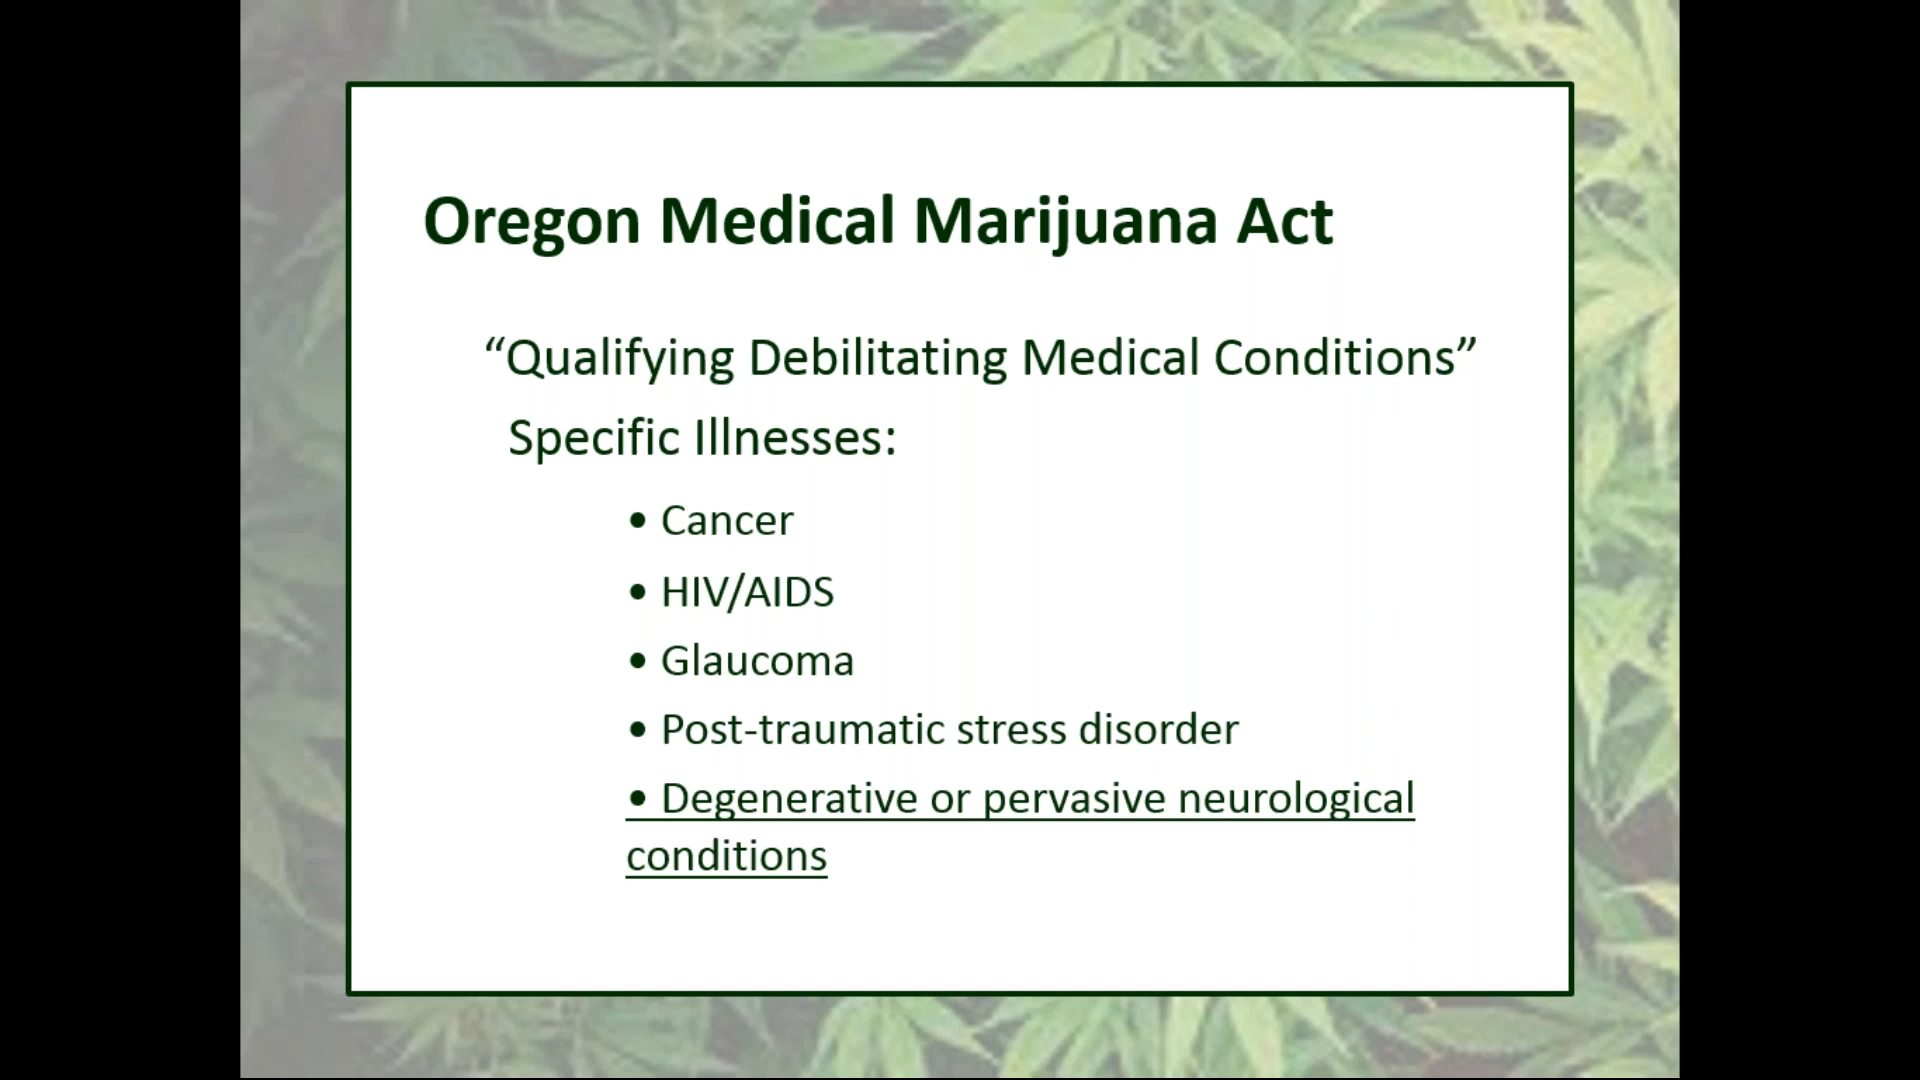 Oregon Medical Marijuana Act
“Qualifying Debilitating Medical Conditions”
Specific Illnesses:
• Cancer
• HIV/AIDS
• Glaucoma
• Post-traumatic stress disorder
• Degenerative or pervasive neurological
conditions